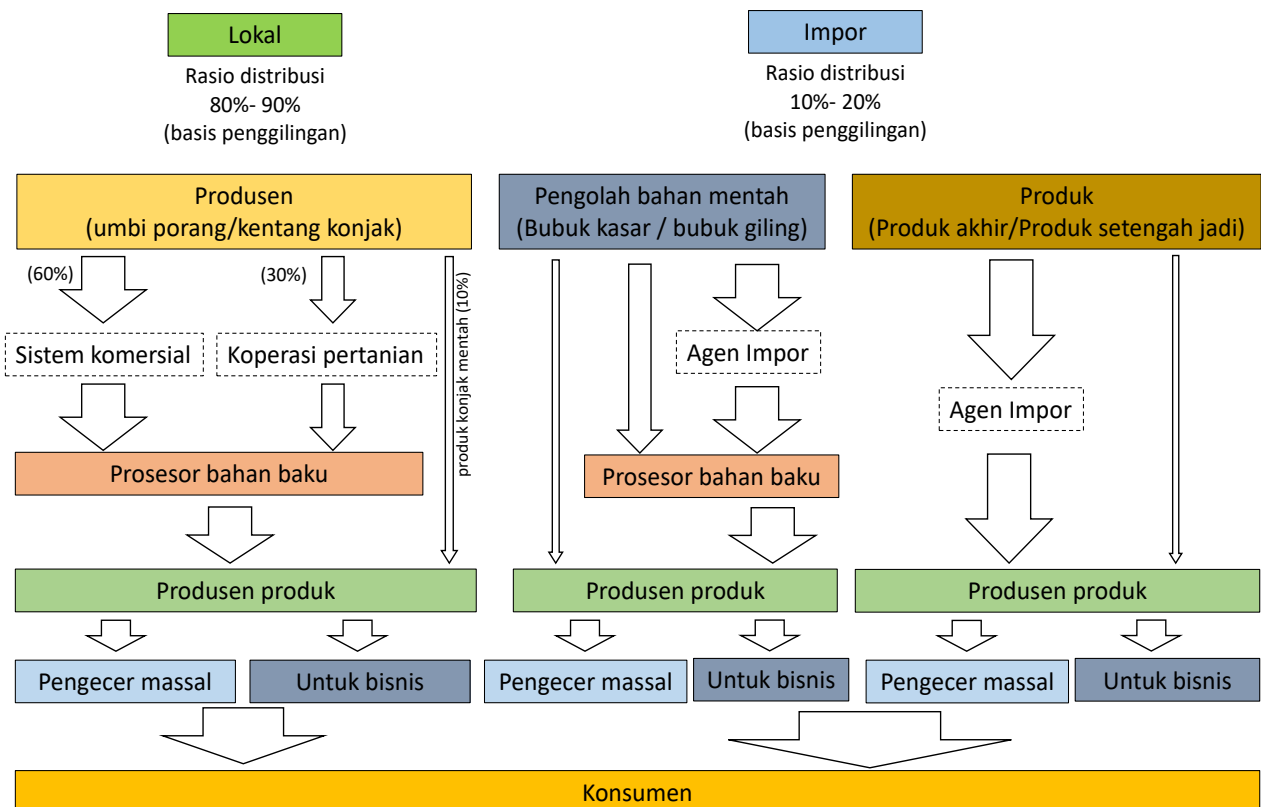 Lokal
Rasio distribusi
80%- 90%
(basis penggilingan)
Impor
Rasio distribusi
10%- 20%
(basis penggilingan)
Produsen
(umbi porang/kentang konjak)
Pengolah bahan mentah
(Bubuk kasar / bubuk giling)
Produk
(Produk akhir/Produk setengah jadi)
(60%)
(30%)
produk konjak mentah (10%)
Sistem komersial
Koperasi pertanian
Agen Impor
Agen Impor
Prosesor bahan baku
Prosesor bahan baku
Produsen produk
Produsen produk
Produsen produk
Pengecer massal
Untuk bisnis
Pengecer massal
Untuk bisnis
Pengecer massal
Untuk bisnis
Konsumen